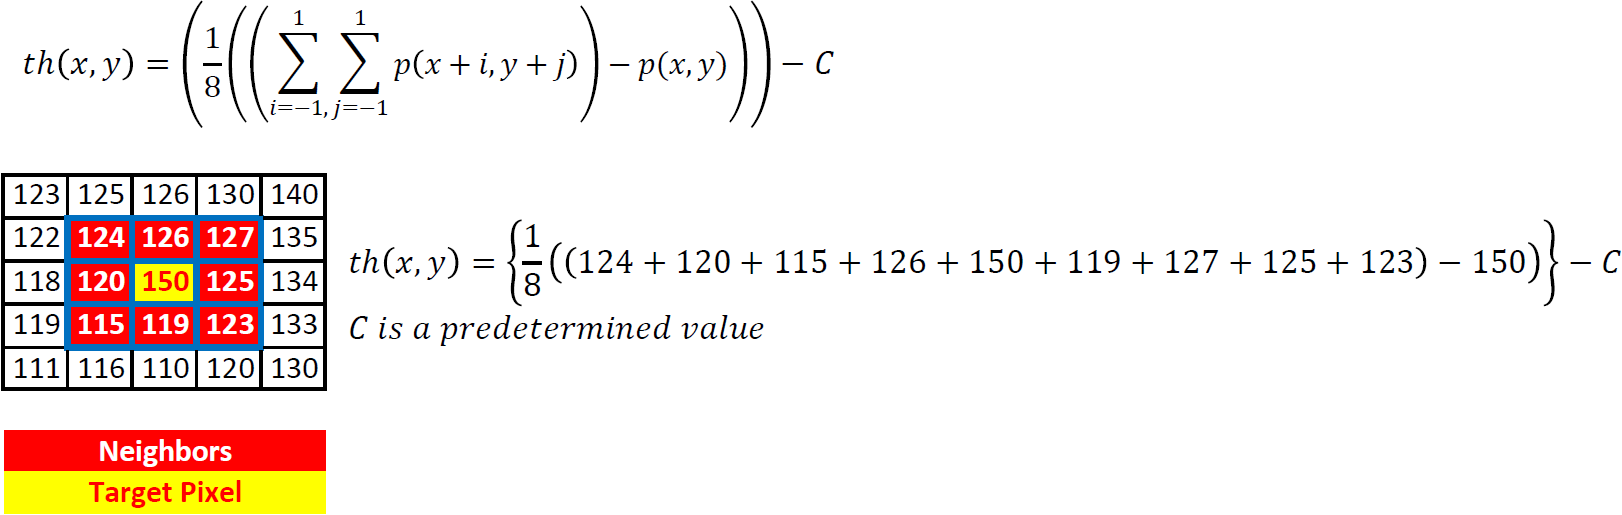 th(x, y) = (1/8((∑_{i=−1,}^{1} ∑_{j=−1}^{1} p(x + i, y + j)) − p(x, y))) − C
123 125 126 130 140
122 124 126 127 135
118 120 150 125 134
119 115 119 123 133
111 116 110 120 130
th(x, y) = {1/8((124 + 120 + 115 + 126 + 150 + 119 + 127 + 125 + 123) − 150)} − C
C is a predetermined value
Neighbors
Target Pixel